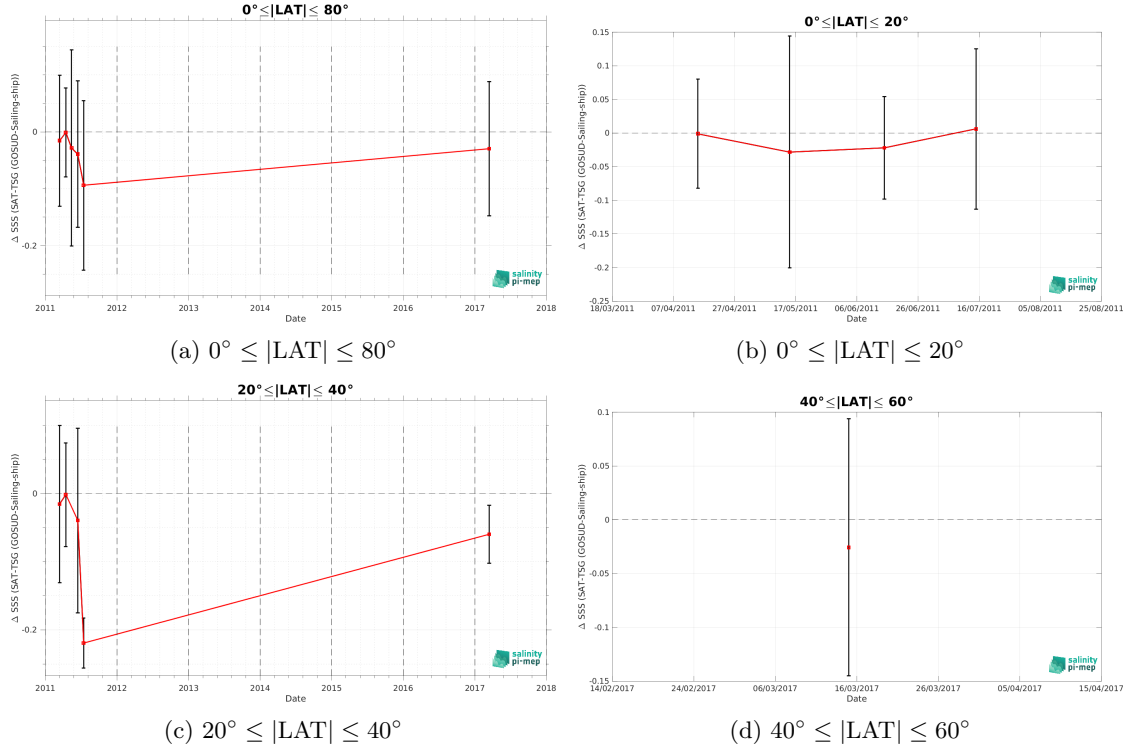 0°≤|LAT|≤ 80°
Δ SSS (SAT-TSG (GOSUD-Sailing-ship))
0
-0.2
2011 2012 2013 2014 2015 2016 2017 2018
Date
salinity
pi-mep
(a) 0° ≤ |LAT| ≤ 80°
0°≤|LAT|≤ 20°
Δ SSS (SAT-TSG (GOSUD-Sailing-ship))
0.15
0.1
0.05
0
-0.05
-0.1
-0.15
-0.2
-0.25
18/03/2011 07/04/2011 27/04/2011 17/05/2011 06/06/2011 26/06/2011 16/07/2011 05/08/2011 25/08/2011
Date
salinity
pi-mep
(b) 0° ≤ |LAT| ≤ 20°
20°≤|LAT|≤ 40°
Δ SSS (SAT-TSG (GOSUD-Sailing-ship))
0
-0.2
2011 2012 2013 2014 2015 2016 2017 2018
Date
salinity
pi-mep
(c) 20° ≤ |LAT| ≤ 40°
40°≤|LAT|≤ 60°
Δ SSS (SAT-TSG (GOSUD-Sailing-ship))
0.1
0.05
0
-0.05
-0.1
-0.15
14/02/2017 24/02/2017 06/03/2017 16/03/2017 26/03/2017 05/04/2017 15/04/2017
Date
salinity
pi-mep
(d) 40° ≤ |LAT| ≤ 60°